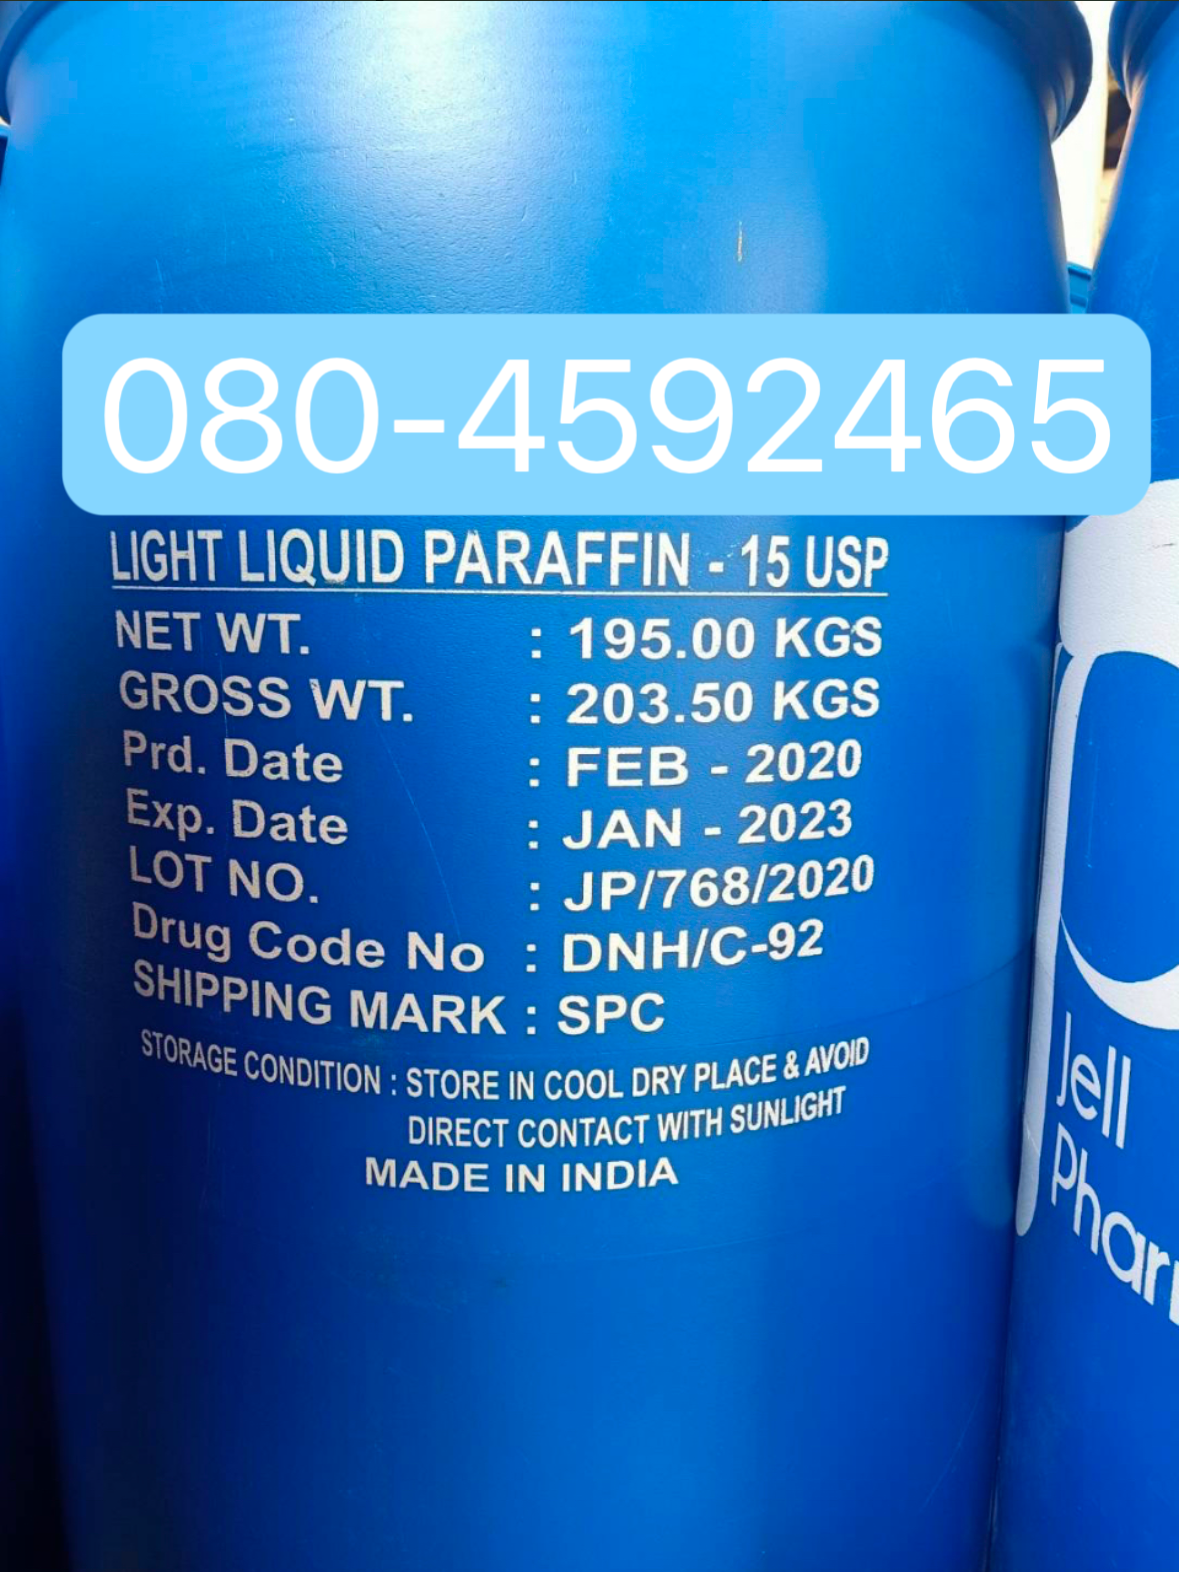 080-4592465
LIGHT LIQUID PARAFFIN - 15 USP
NET WT. : 195.00 KGS
GROSS WT. : 203.50 KGS
Prd. Date : FEB - 2020
Exp. Date : JAN - 2023
LOT NO. : JP/768/2020
Drug Code No : DNH/C-92
SHIPPING MARK : SPC
STORAGE CONDITION : STORE IN COOL DRY PLACE & AVOID
DIRECT CONTACT WITH SUNLIGHT
MADE IN INDIA
Jell